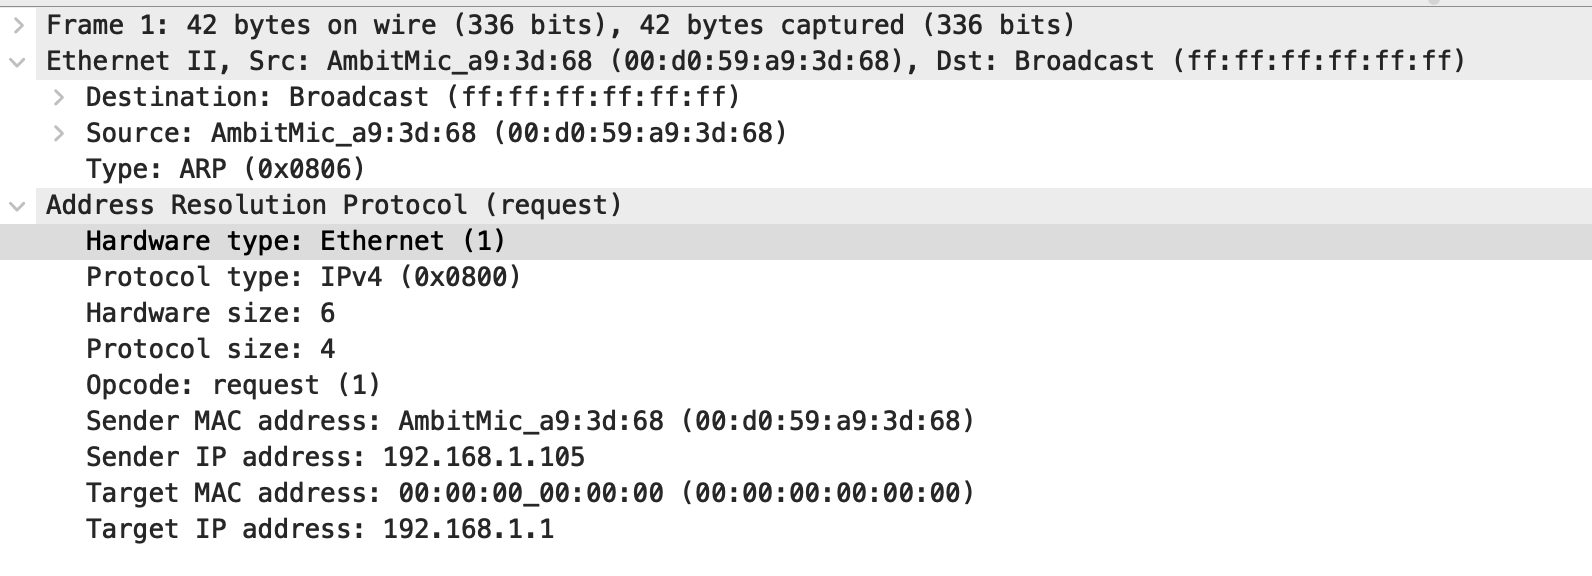 Frame 1: 42 bytes on wire (336 bits), 42 bytes captured (336 bits)
Ethernet II, Src: AmbitMic_a9:3d:68 (00:d0:59:a9:3d:68), Dst: Broadcast (ff:ff:ff:ff:ff:ff)
Destination: Broadcast (ff:ff:ff:ff:ff:ff)
Source: AmbitMic_a9:3d:68 (00:d0:59:a9:3d:68)
Type: ARP (0x0806)
Address Resolution Protocol (request)
Hardware type: Ethernet (1)
Protocol type: IPv4 (0x0800)
Hardware size: 6
Protocol size: 4
Opcode: request (1)
Sender MAC address: AmbitMic_a9:3d:68 (00:d0:59:a9:3d:68)
Sender IP address: 192.168.1.105
Target MAC address: 00:00:00_00:00:00 (00:00:00:00:00:00)
Target IP address: 192.168.1.1